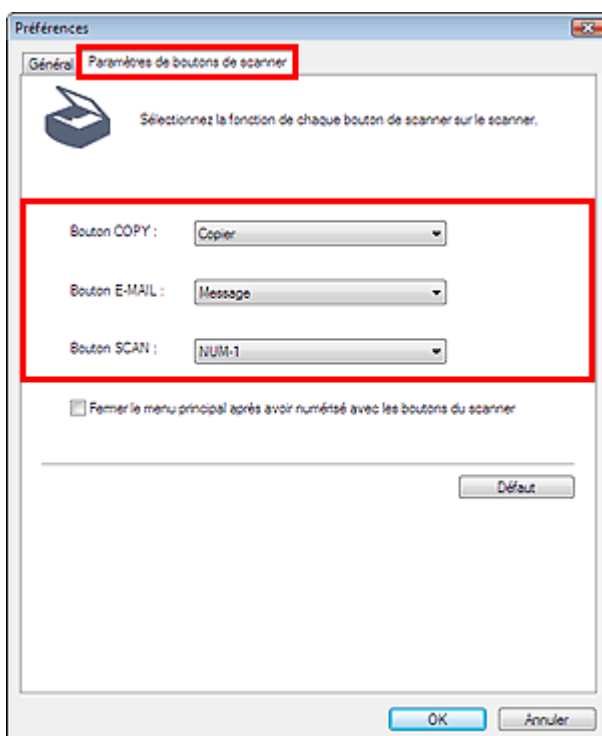 Préférences
Général Paramètres de boutons de scanner
Sélectionnez la fonction de chaque bouton de scanner sur le scanner.
Bouton COPY : Copier
Bouton E-MAIL : Message
Bouton SCAN : NUM-1
Fermer le menu principal après avoir numérisé avec les boutons du scanner
Défaut
OK Annuler